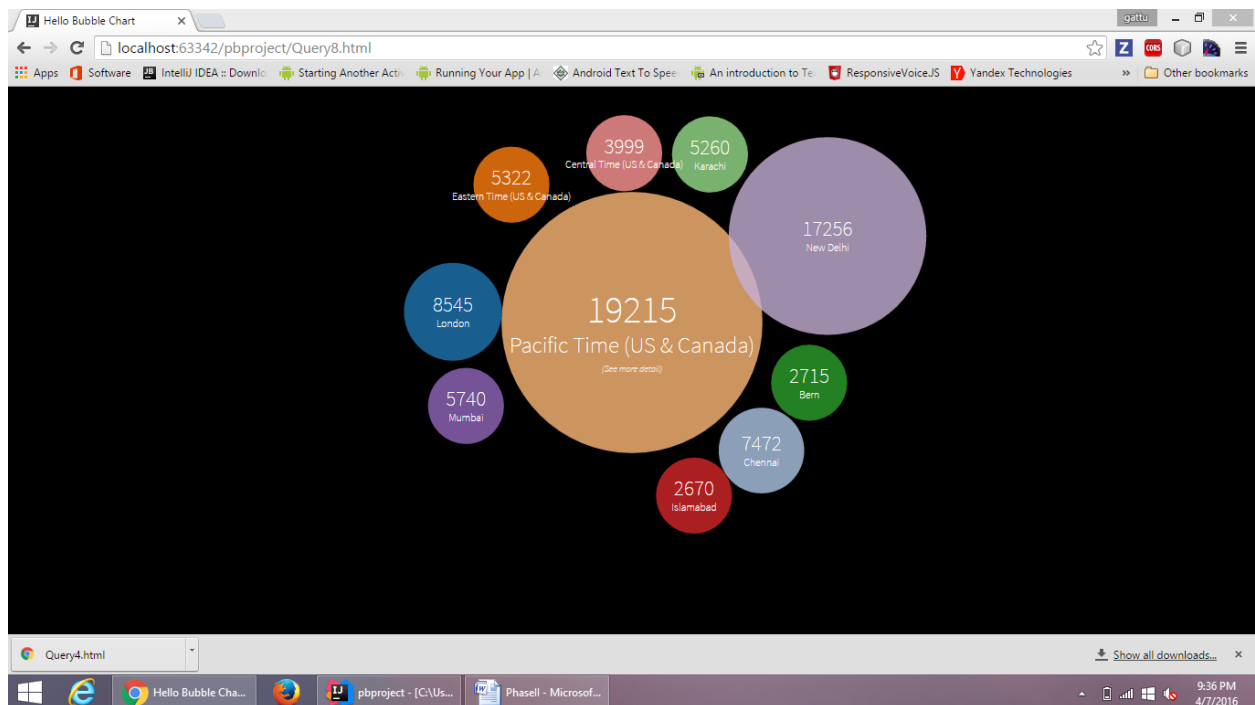 Hello Bubble Chart
gattu
localhost:63342/pbproject/Query8.html
Apps Software IntelliJ IDEA :: Downlo Starting Another Activ Running Your App | A Android Text To Spee An introduction to Te ResponsiveVoice.JS Yandex Technologies » Other bookmarks
3999
Central Time (US & Canada)
5260
Karachi
5322
Eastern Time (US & Canada)
17256
New Delhi
8545
London
19215
Pacific Time (US & Canada)
(See more detail)
2715
Bern
5740
Mumbai
7472
Chennai
2670
Islamabad
Query4.html
Show all downloads...
Hello Bubble Cha...
pbproject - [C:\Us...
PhaseII - Microsof...
9:36 PM
4/7/2016